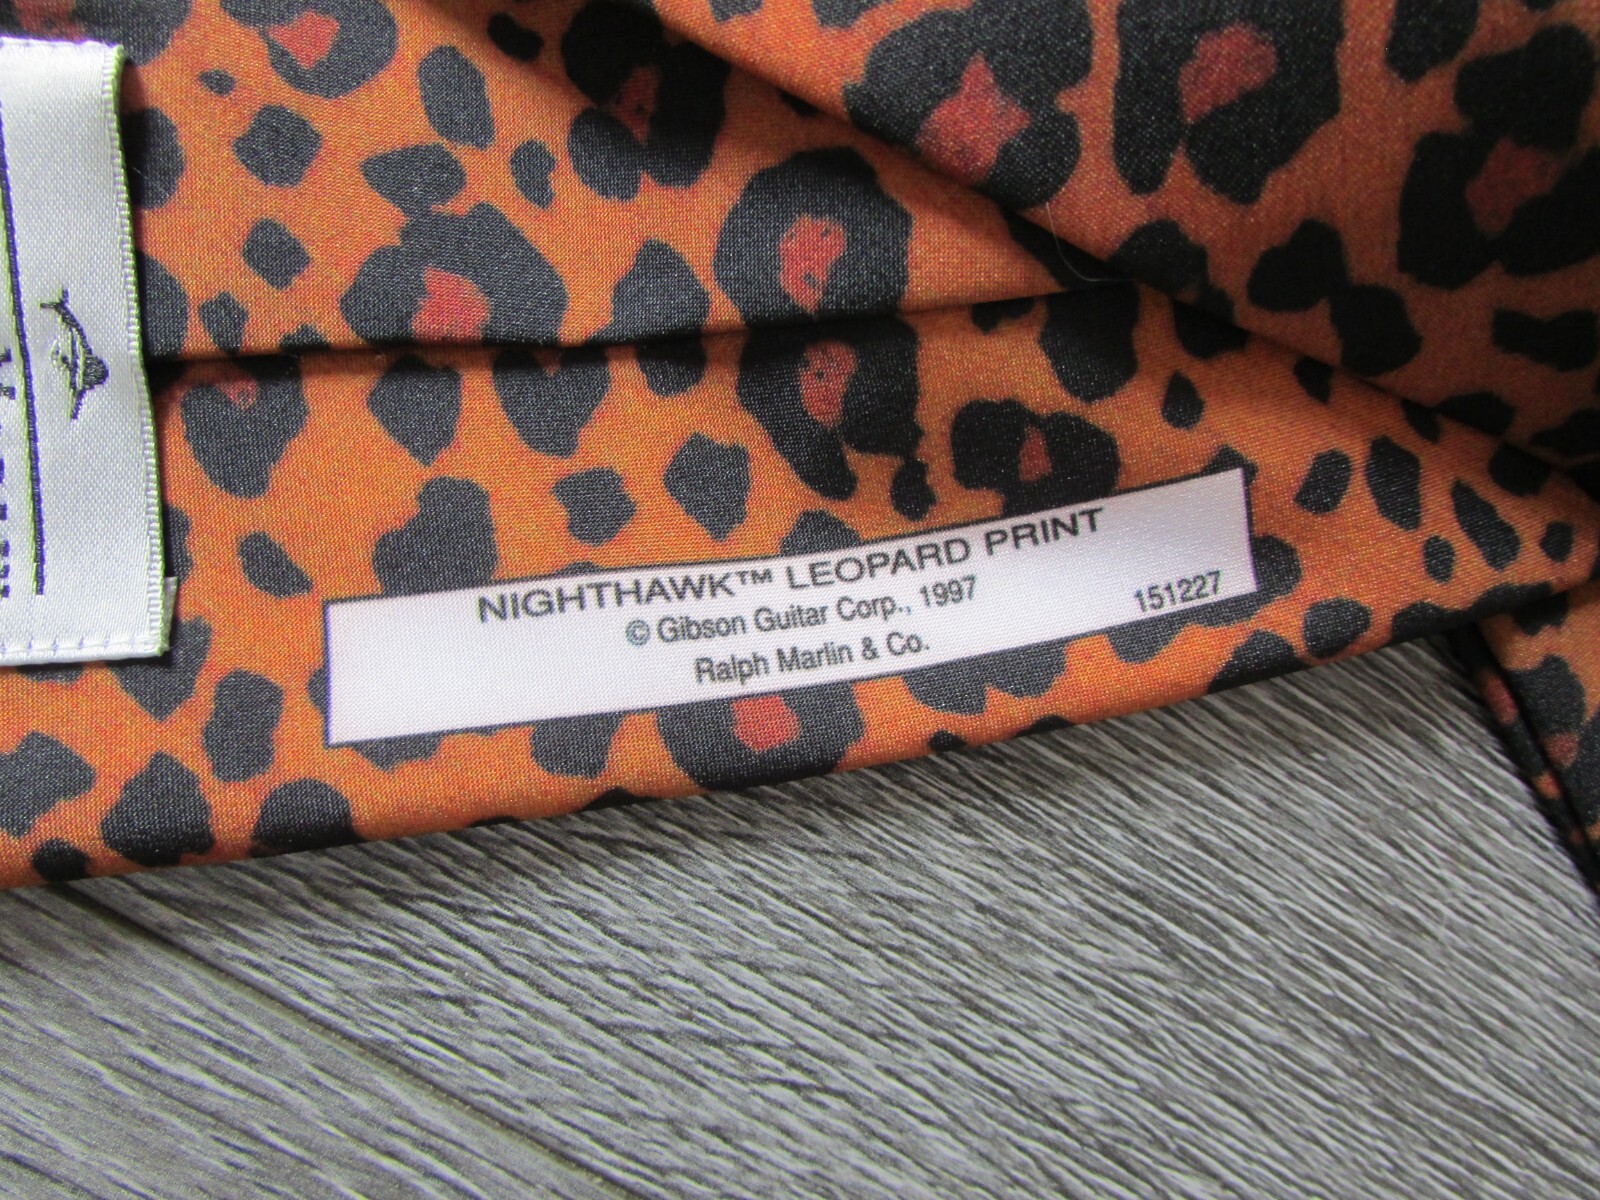 NIGHTHAWK™ LEOPARD PRINT
© Gibson Guitar Corp., 1997
151227
Ralph Marlin & Co.